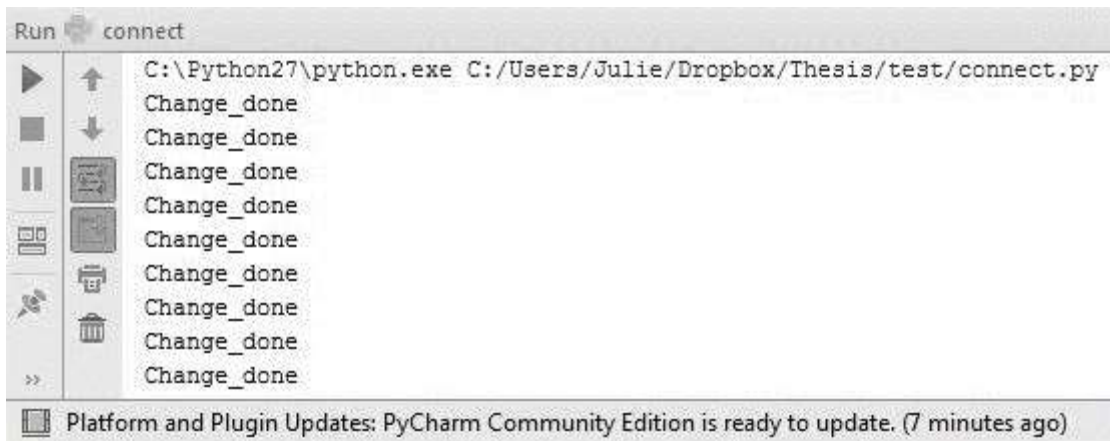 Run connect
C:\Python27\python.exe C:/Users/Julie/Dropbox/Thesis/test/connect.py
Change_done
Change_done
Change_done
Change_done
Change_done
Change_done
Change_done
Change_done
Change_done
Platform and Plugin Updates: PyCharm Community Edition is ready to update. (7 minutes ago)